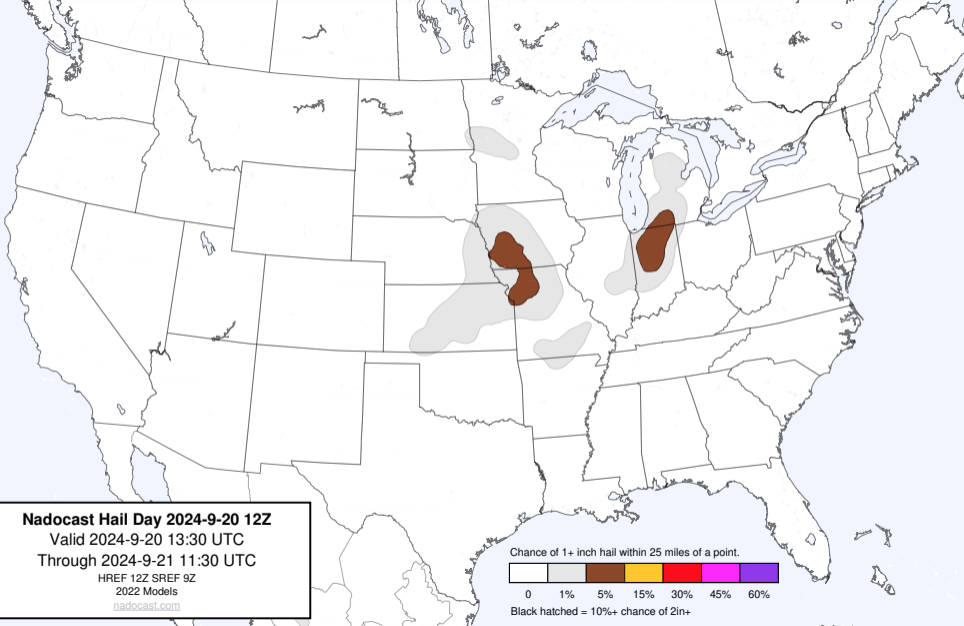 Nadocast Hail Day 2024-9-20 12Z
Valid 2024-9-20 13:30 UTC
Through 2024-9-21 11:30 UTC
HREF 12Z SREF 9Z
2022 Models
nadocast.com
Chance of 1+ inch hail within 25 miles of a point.
0 1% 5% 15% 30% 45% 60%
Black hatched = 10%+ chance of 2in+